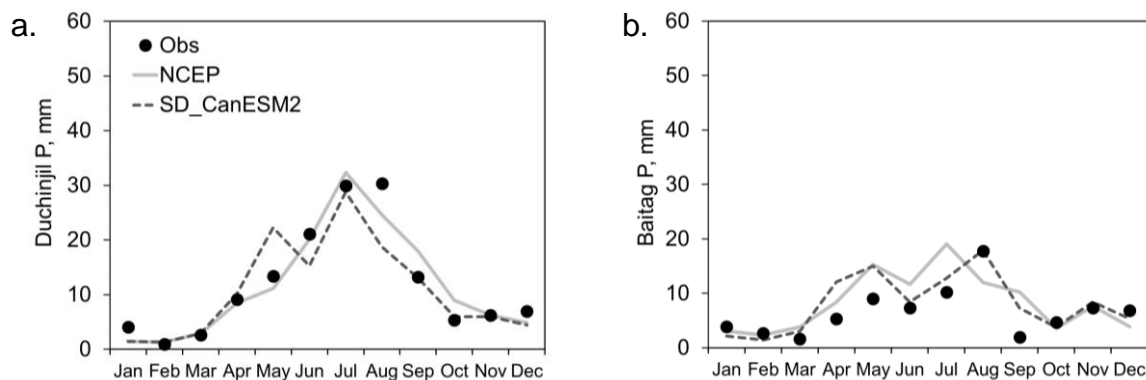 a.
60
50
40
30
20
10
0
Duchinjil P, mm
Obs
NCEP
SD_CanESM2
Jan Feb Mar Apr May Jun Jul Aug Sep Oct Nov Dec
b.
60
50
40
30
20
10
0
Baitag P, mm
Jan Feb Mar Apr May Jun Jul Aug Sep Oct Nov Dec